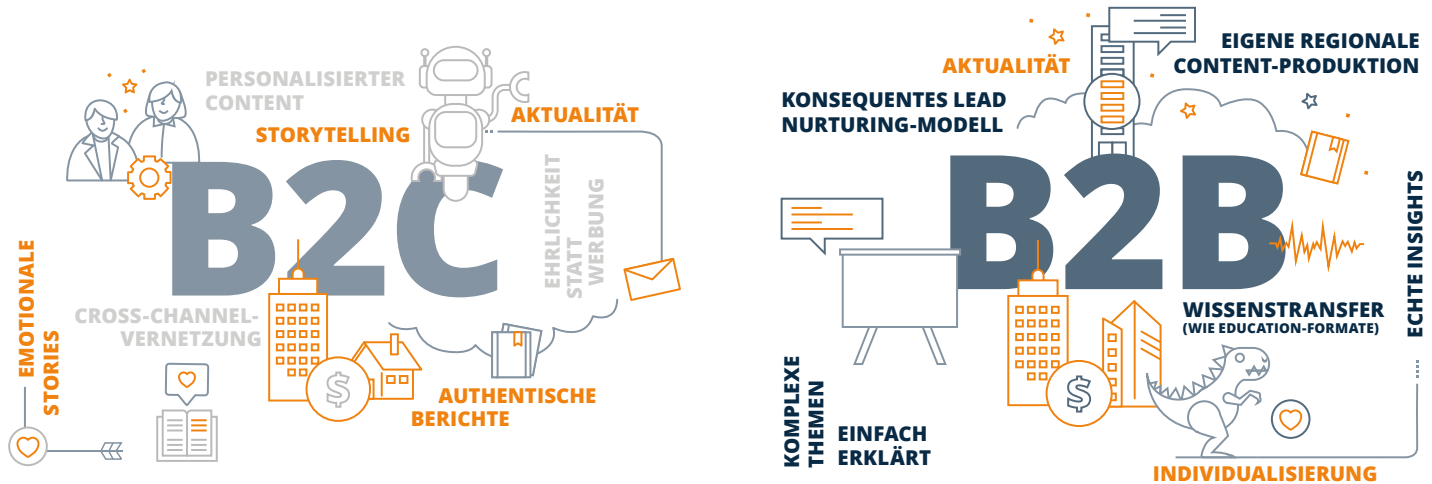 PERSONALISIERTER
CONTENT
STORYTELLING
AKTUALITÄT
B2C
EHRLICHKEIT
STATT
WERBUNG
EMOTIONALE
STORIES
CROSS-CHANNEL-
VERNETZUNG
$
AUTHENTISCHE
BERICHTE
AKTUALITÄT
EIGENE REGIONALE
CONTENT-PRODUKTION
KONSEQUENTES LEAD
NURTURING-MODELL
B2B
ECHTE INSIGHTS
WISSENSTRANSFER
(WIE EDUCATION-FORMATE)
$
KOMPLEXE
THEMEN
EINFACH
ERKLÄRT
INDIVIDUALISIERUNG